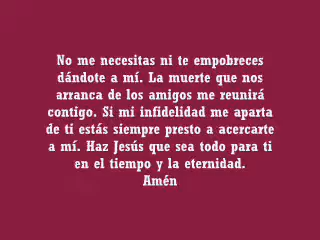 No me necesitas ni te empobreces
dándote a mí. La muerte que nos
arranca de los amigos me reunirá
contigo. Si mi infidelidad me aparta
de ti estás siempre presto a acercarte
a mí. Haz Jesús que sea todo para ti
en el tiempo y la eternidad.
Amén